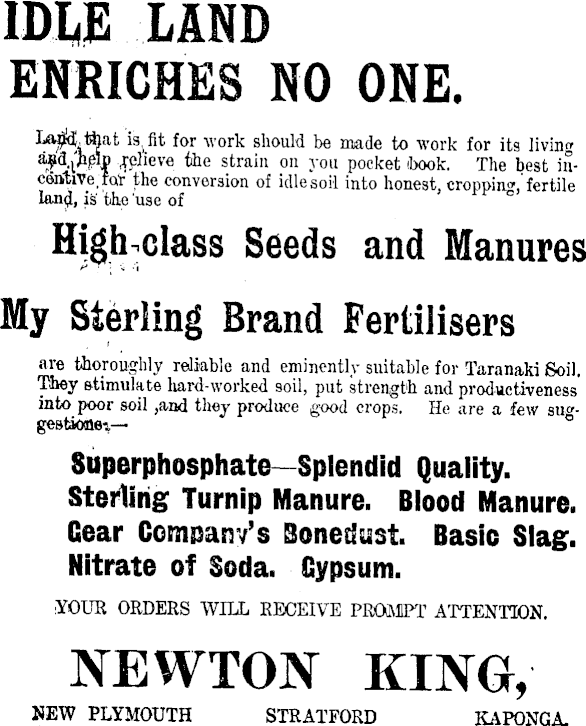 IDLE LAND
ENRICHES NO ONE.
Land that is fit for work should be made to work for its living
and help relieve the strain on you pocket book. The best in-
centive for the conversion of idle soil into honest, cropping, fertile
land, is the use of
High-class Seeds and Manures
My Sterling Brand Fertilisers
are thoroughly reliable and eminently suitable for Taranaki Soil.
They stimulate hard-worked soil, put strength and productiveness
into poor soil ,and they produce good crops. He are a few sug-
gestions:—
Superphosphate—Splendid Quality.
Sterling Turnip Manure. Blood Manure.
Gear Company's Bonedust. Basic Slag.
Nitrate of Soda. Gypsum.
YOUR ORDERS WILL RECEIVE PROMPT ATTENTION.
NEWTON KING,
NEW PLYMOUTH STRATFORD KAPONGA.